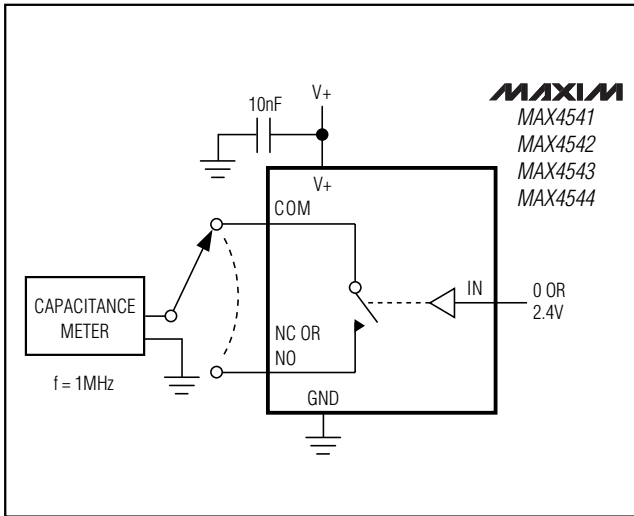 MAXIM
MAX4541
MAX4542
MAX4543
MAX4544
10nF
V+
V+
COM
CAPACITANCE
METER
f = 1MHz
NC OR
NO
GND
IN
0 OR
2.4V